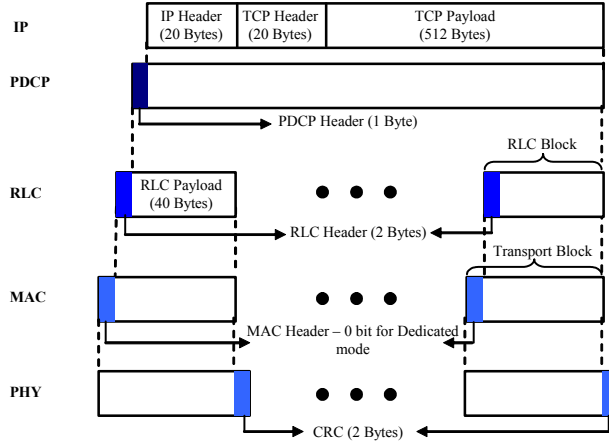 IP
IP Header
(20 Bytes)
TCP Header
(20 Bytes)
TCP Payload
(512 Bytes)
PDCP
PDCP Header (1 Byte)
RLC Block
RLC
RLC Payload
(40 Bytes)
RLC Header (2 Bytes)
Transport Block
MAC
MAC Header – 0 bit for Dedicated
mode
PHY
CRC (2 Bytes)